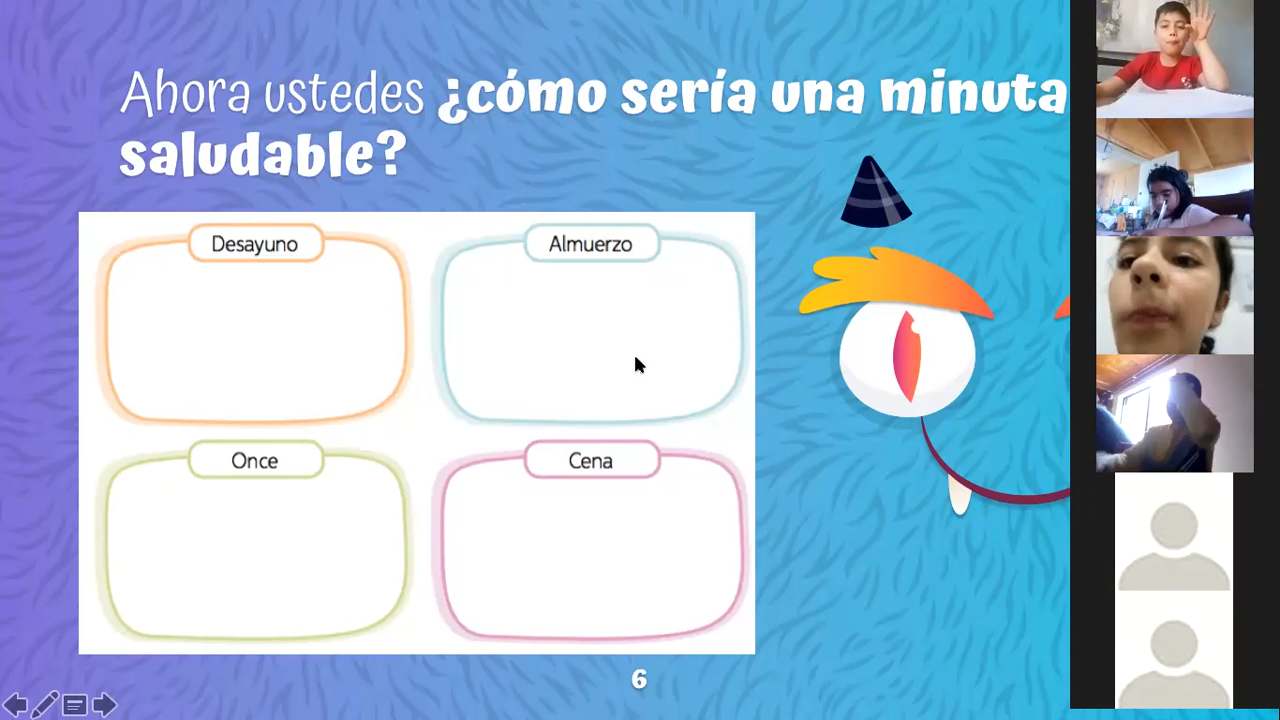 Ahora ustedes ¿cómo sería una minuta
saludable?
Desayuno
Almuerzo
Once
Cena
6